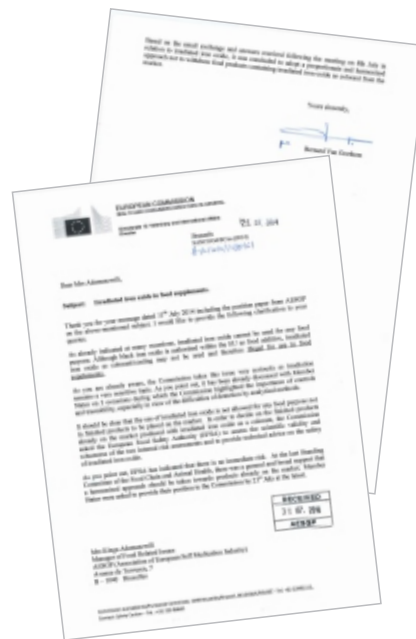 Based on the email exchange and answers received following the meeting on 8th July in
relation to irradiated iron oxide, it was concluded to adopt a proportionate and harmonised
approach not to withdraw food products containing irradiated iron oxide as colorant from the
market.
Yours sincerely,
Bernard Van Goethem
EUROPEAN COMMISSION
HEALTH AND CONSUMERS DIRECTORATE-GENERAL
Director
Brussels
Dear Mrs
Subject: Irradiated iron oxide in food supplements.
Thank you for your message dated 11th July 2014 including the position paper from AESGP
on the above-mentioned subject. I would like to provide the following clarification to your
queries.
As already indicated at many occasions, irradiated iron oxide cannot be used for any food
purpose. Although black iron oxide is authorised within the EU as food additive, irradiated
iron oxide as colorant/coating may not be used and therefore illegal for use in food
supplements.
As you are already aware, the Commission takes this issue very seriously as irradiation
remains a very sensitive topic. As you point out, it has been already discussed with Member
States on occasions during which the Commission highlighted the importance of controls
and traceability, especially in view of the difficulties of detection by analytical methods.
It should be clear that the use of irradiated iron oxide is not allowed for any food purpose nor
in finished products to be placed on the market. In order to decide on the finished products
already on the market produced with irradiated iron oxide as a colorant, the Commission
asked the European Food Safety Authority (EFSA) to assess the scientific validity and
robustness of the two internal risk assessments and to provide technical advice on the safety
of irradiated iron oxide.
As you point out, EFSA has indicated that there is no immediate risk. At the last Standing
Committee of the Food Chain and Animal Health, there was a general and broad support that
a harmonised approach should be taken towards products already on the market. Member
States were asked to provide their position to the Commission by 23rd July at the latest.
RECEIVED
31 07. 2014
AESGP
Mrs Kinga
Manager of Food Related Issues
AESGP (Association of European Self-Medication Industry)
Avenue de Tervuren, 7
B – 1040 Bruxelles